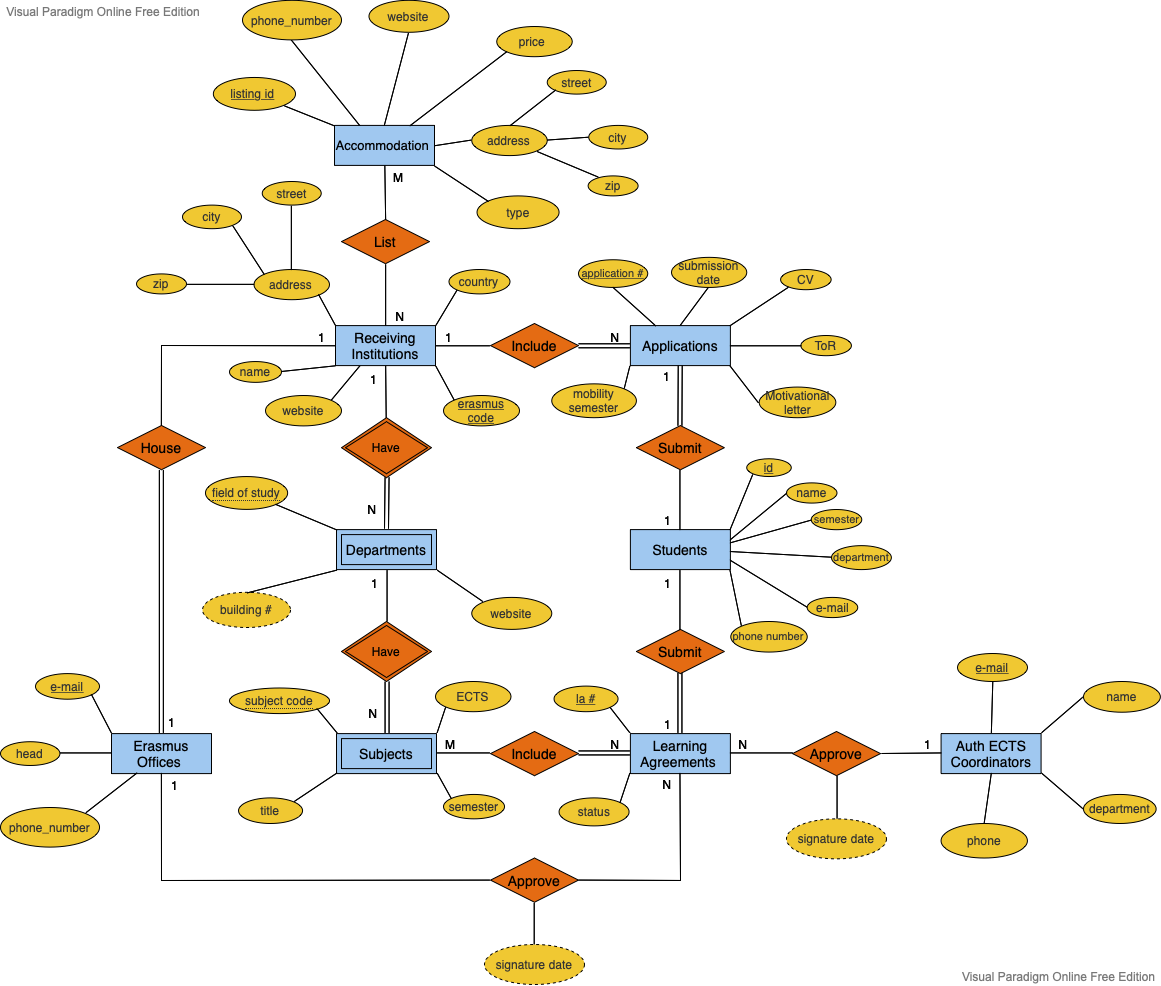 Visual Paradigm Online Free Edition
phone_number
website
price
street
listing id
Accommodation
address
city
zip
M
type
street
city
List
zip
address
country
N
application #
submission
date
CV
1
Receiving
Institutions
1
Include
N
Applications
ToR
name
1
website
erasmus
code
mobility
semester
1
Motivational
letter
House
Have
Submit
id
field of study
name
N
1
semester
Departments
Students
department
1
1
building #
website
e-mail
phone number
Have
Submit
e-mail
subject code
ECTS
la #
e-mail
name
1
N
1
head
Erasmus
Offices
Subjects
M
Include
N
Learning
Agreements
N
Approve
1
Auth ECTS
Coordinators
1
N
title
semester
status
department
phone_number
signature date
phone
Approve
signature date
Visual Paradigm Online Free Edition